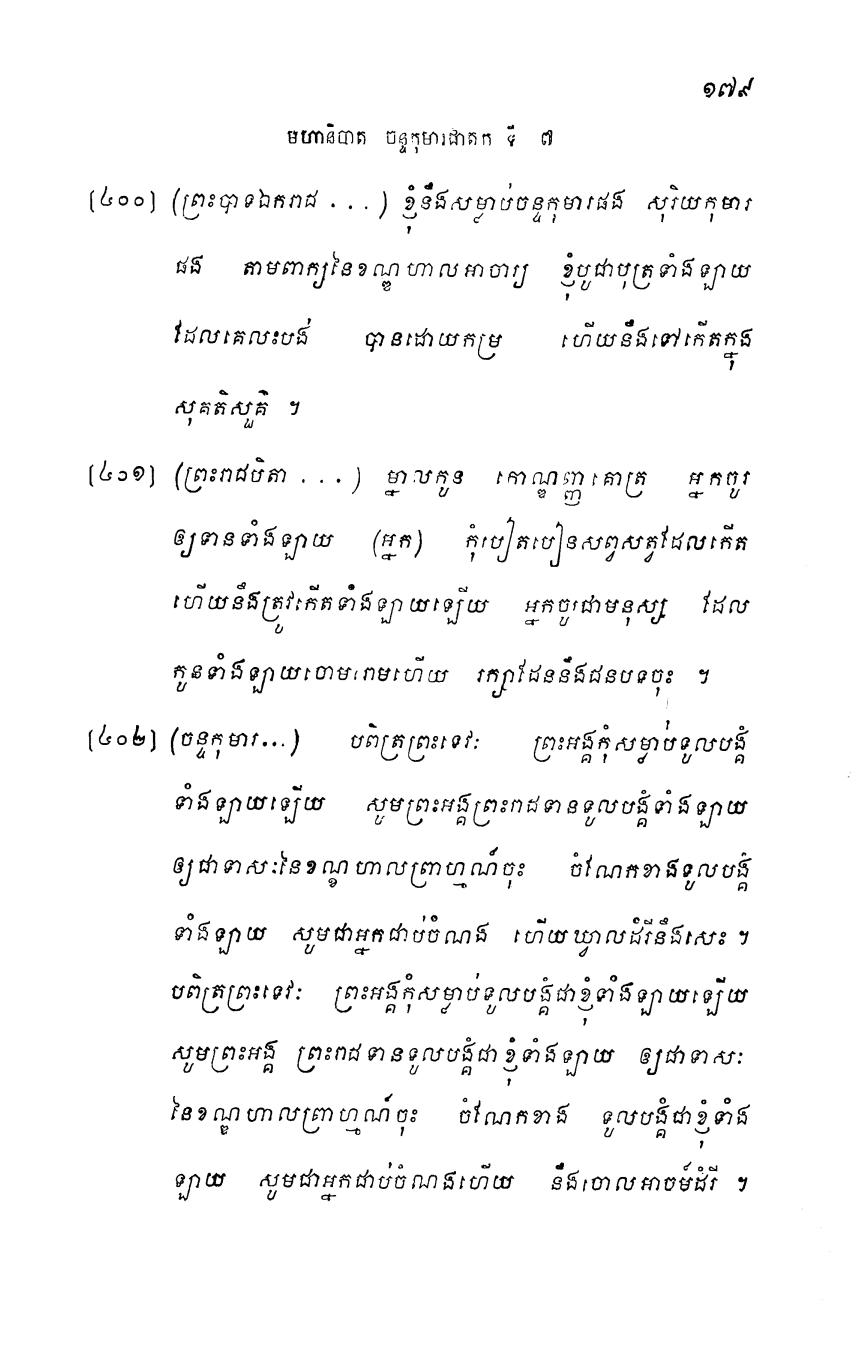 ១៧៩
មហានិបាត ចន្ទកុមារជាតក ទី ៧
[៤០០] (ព្រះបាទឯករាជ . . . ) ខ្ញុំនឹងសម្លាប់ចន្ទកុមារផង សុរិយកុមារ
ផង តាមពាក្យនៃខណ្ឌហាលអាចារ្យ ខ្ញុំបូជាបុត្រទាំងឡាយ
ដែលគេលះបង់ បានដោយកម្រ ហើយនឹងទៅកើតក្នុង
សុគតិសួគ៌ ។
[៤០១] (ព្រះរាជបិតា . . . ) ម្នាលកូន កោណ្ឌញ្ញគោត្រ អ្នកចូរ
ឲ្យទានទាំងឡាយ (អ្នក) កុំបៀតបៀនសព្វសត្វដែលកើត
ហើយនឹងត្រូវកើតទាំងឡាយឡើយ អ្នកចូរជាមនុស្ស ដែល
កូនទាំងឡាយចោមរោមហើយ រក្សាដែននឹងជនបទចុះ ។
[៤០២] (ចន្ទកុមារ...) បពិត្រព្រះទេវៈ ព្រះអង្គកុំសម្លាប់ទូលបង្គំ
ទាំងឡាយឡើយ សូមព្រះអង្គព្រះរាជទានទូលបង្គំទាំងឡាយ
ឲ្យជាទាសៈនៃខណ្ឌហាលព្រាហ្មណ៍ចុះ ចំណែកខាងទូលបង្គំ
ទាំងឡាយ សូមជាអ្នកជាប់ចំណង ហើយឃ្វាលដំរីនឹងសេះ ។
បពិត្រព្រះទេវៈ ព្រះអង្គកុំសម្លាប់ទូលបង្គំជាខ្ញុំទាំងឡាយឡើយ
សូមព្រះអង្គ ព្រះរាជទានទូលបង្គំជាខ្ញុំទាំងឡាយ ឲ្យជាទាសៈ
នៃខណ្ឌហាលព្រាហ្មណ៍ចុះ ចំណែកខាង ទូលបង្គំជាខ្ញុំទាំង
ឡាយ សូមជាអ្នកជាប់ចំណងហើយ នឹងចោលអាចម៍ដំរី ។